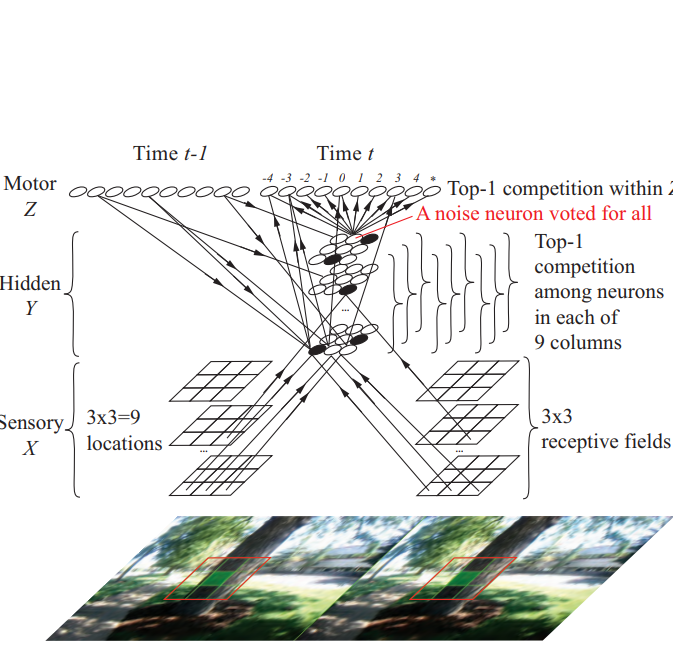 Time t-1
Time t
-4 -3 -2 -1 0 1 2 3 4 *
Motor
Z
Top-1 competition within Z
A noise neuron voted for all
Hidden
Y
Top-1
competition
among neurons
in each of
9 columns
...
Sensory
X
3x3=9
locations
...
3x3
receptive fields
...